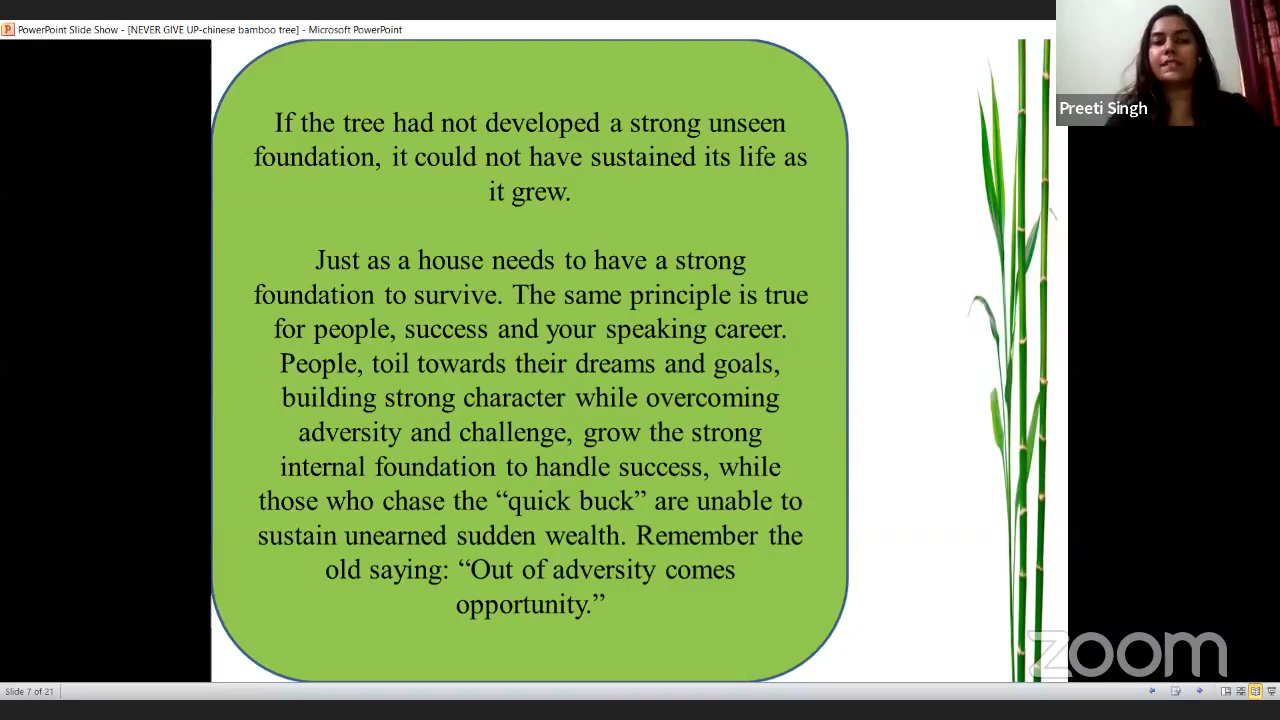 PowerPoint Slide Show - [NEVER GIVE UP-chinese bamboo tree] - Microsoft PowerPoint
Preeti Singh
If the tree had not developed a strong unseen
foundation, it could not have sustained its life as
it grew.
Just as a house needs to have a strong
foundation to survive. The same principle is true
for people, success and your speaking career.
People, toil towards their dreams and goals,
building strong character while overcoming
adversity and challenge, grow the strong
internal foundation to handle success, while
those who chase the “quick buck” are unable to
sustain unearned sudden wealth. Remember the
old saying: “Out of adversity comes
opportunity.”
zoom
Slide 7 of 21